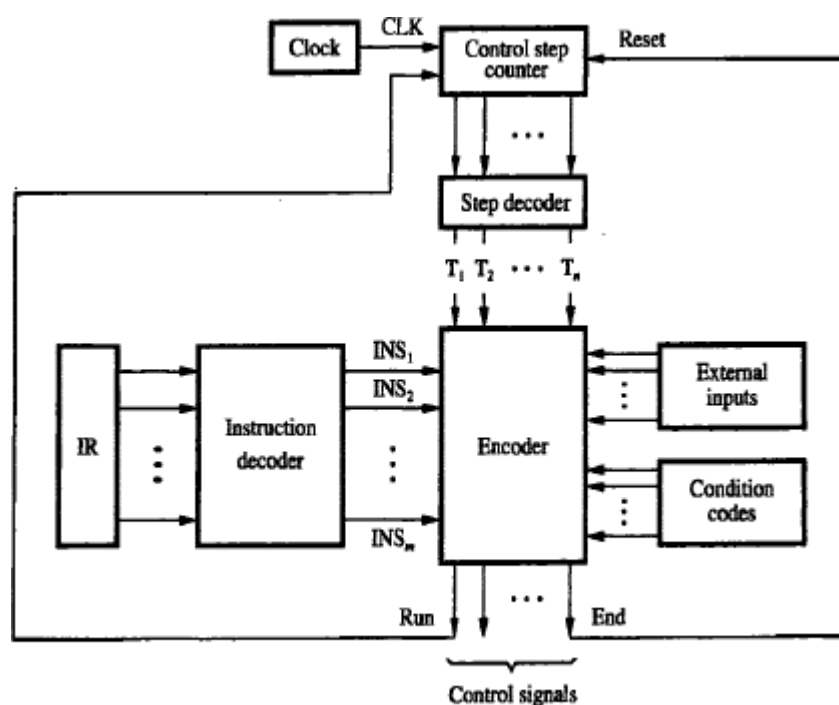 Clock
CLK
Control step
counter
Reset
Step decoder
T₁ T₂ ··· Tₙ
IR
Instruction
decoder
INS₁
INS₂
INSₘ
Encoder
External
inputs
Condition
codes
Run
End
Control signals